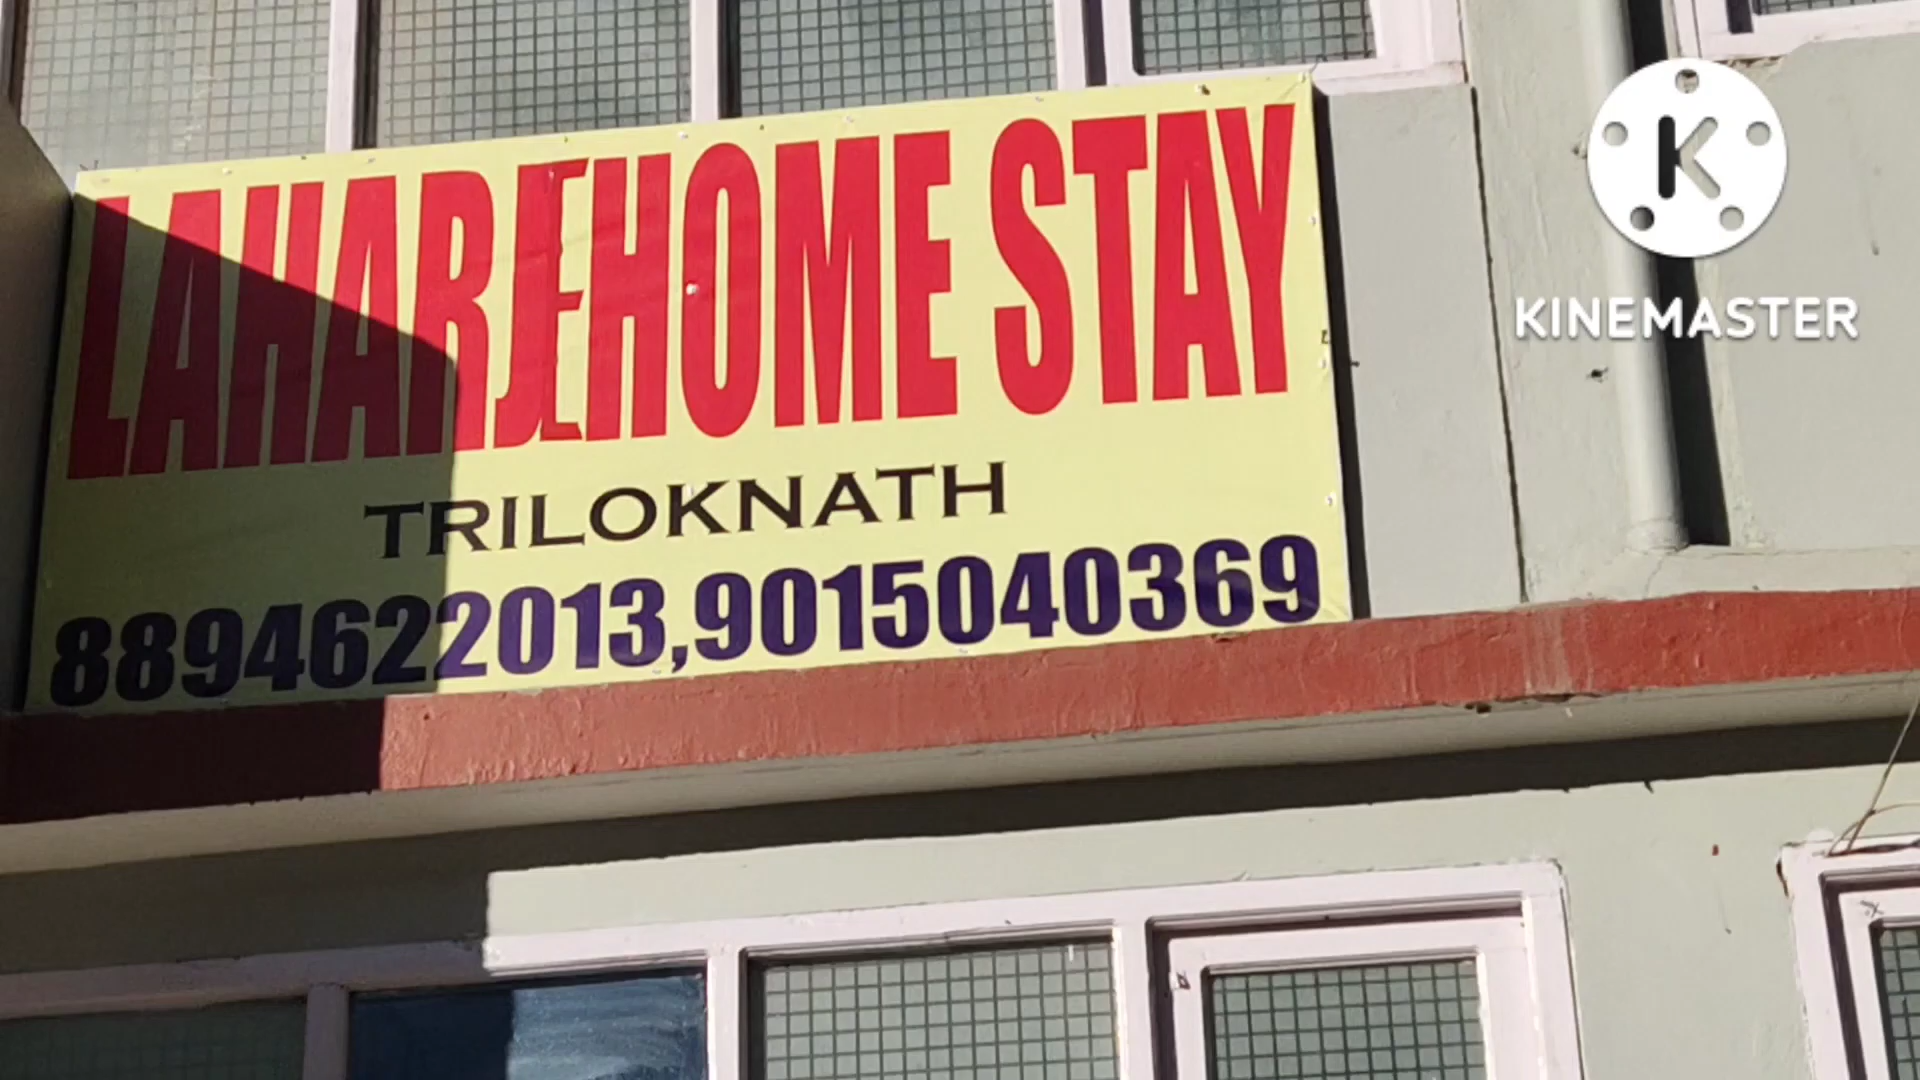 LAHARJEHOME STAY
TRILOKNATH
8894622013,9015040369
K
KINEMASTER